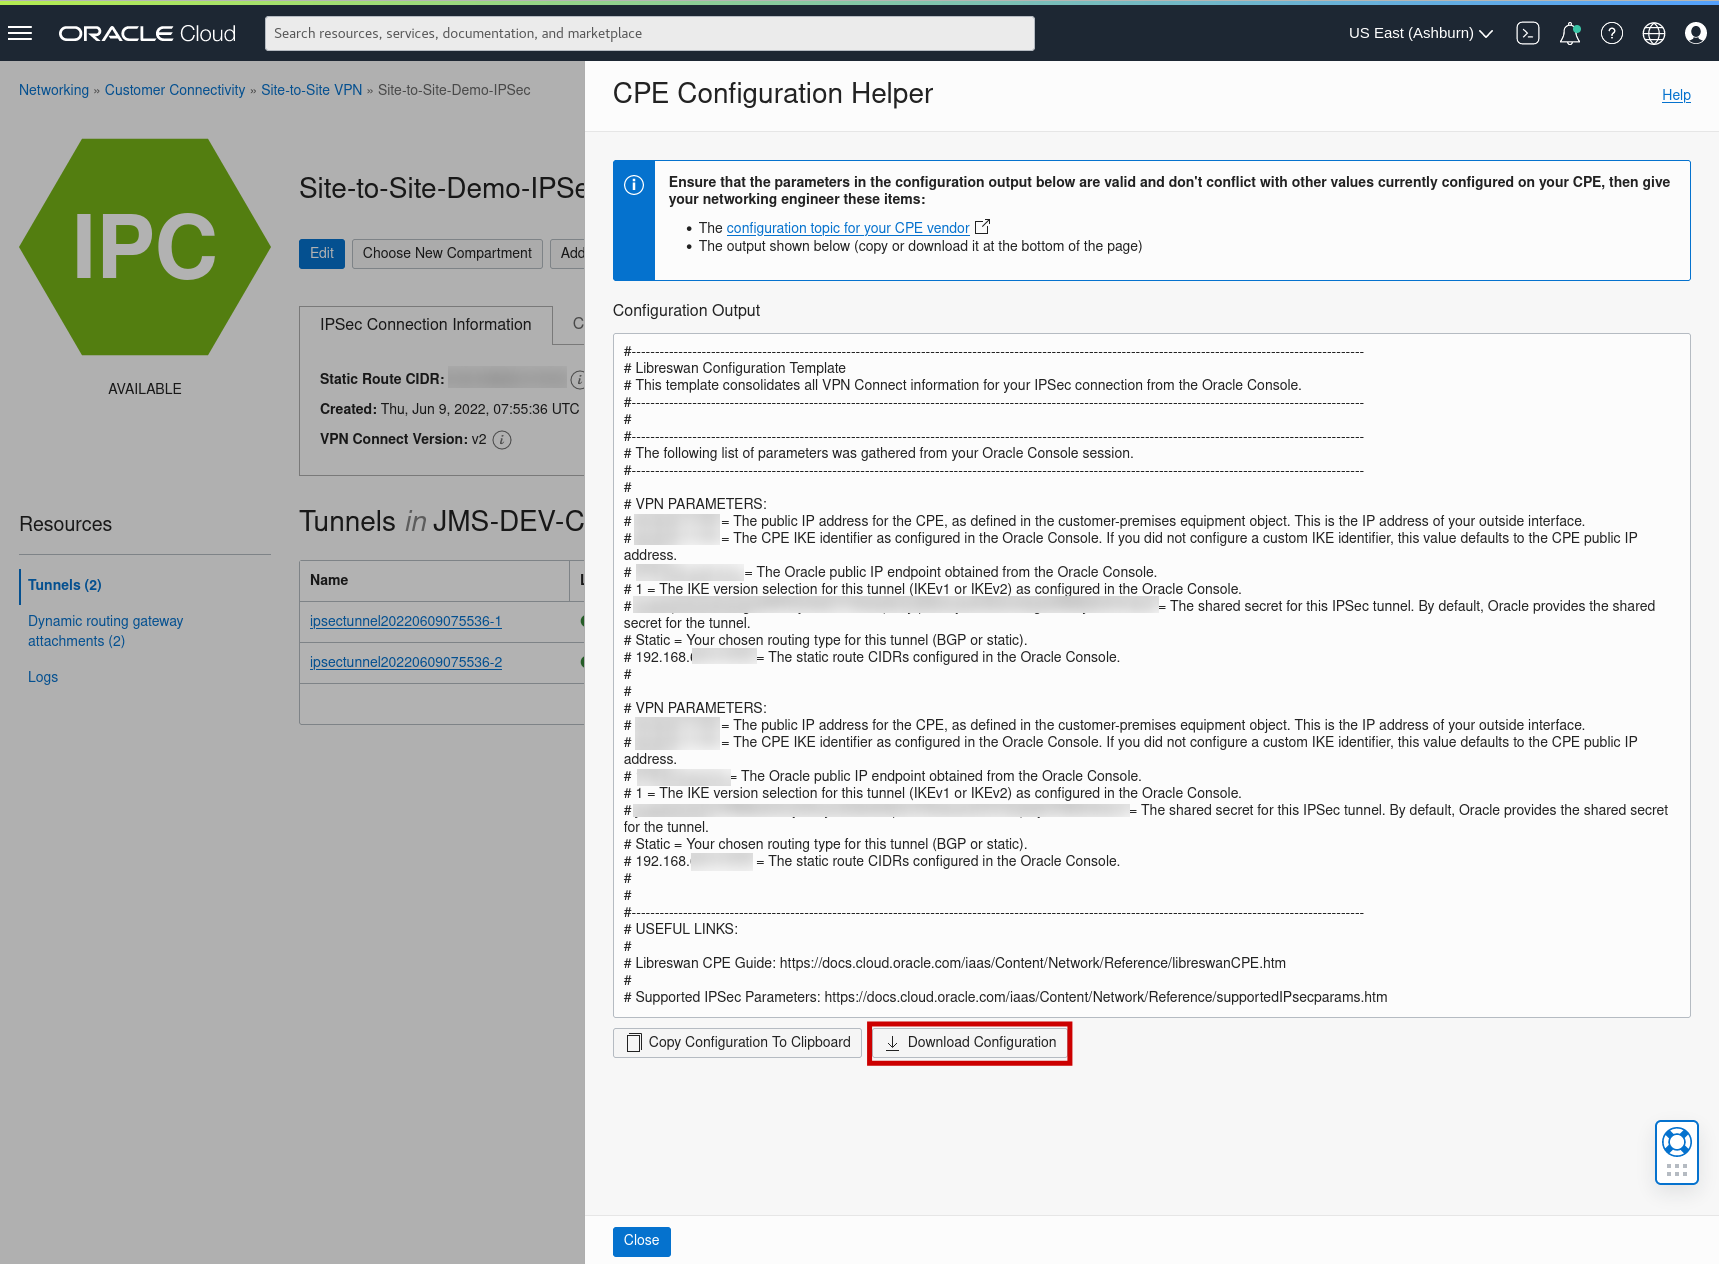 ORACLE Cloud
Search resources, services, documentation, and marketplace
US East (Ashburn)
Networking » Customer Connectivity » Site-to-Site VPN » Site-to-Site-Demo-IPSec
IPC
AVAILABLE
Site-to-Site-Demo-IPSe
Edit
Choose New Compartment
Add
IPSec Connection Information
C
Static Route CIDR:
Created: Thu, Jun 9, 2022, 07:55:36 UTC
VPN Connect Version: v2
Resources
Tunnels (2)
Dynamic routing gateway
attachments (2)
Logs
Tunnels in JMS-DEV-C
Name
ipsectunnel20220609075536-1
ipsectunnel20220609075536-2
CPE Configuration Helper
Help
Ensure that the parameters in the configuration output below are valid and don't conflict with other values currently configured on your CPE, then give
your networking engineer these items:
• The configuration topic for your CPE vendor
• The output shown below (copy or download it at the bottom of the page)
Configuration Output
#------------------------------------------------------------------------------------------------------------------------------------------------------------
# Libreswan Configuration Template
# This template consolidates all VPN Connect information for your IPSec connection from the Oracle Console.
#------------------------------------------------------------------------------------------------------------------------------------------------------------
#
#------------------------------------------------------------------------------------------------------------------------------------------------------------
# The following list of parameters was gathered from your Oracle Console session.
#------------------------------------------------------------------------------------------------------------------------------------------------------------
#
# VPN PARAMETERS:
# = The public IP address for the CPE, as defined in the customer-premises equipment object. This is the IP address of your outside interface.
# = The CPE IKE identifier as configured in the Oracle Console. If you did not configure a custom IKE identifier, this value defaults to the CPE public IP
address.
# = The Oracle public IP endpoint obtained from the Oracle Console.
# 1 = The IKE version selection for this tunnel (IKEv1 or IKEv2) as configured in the Oracle Console.
# = The shared secret for this IPSec tunnel. By default, Oracle provides the shared
secret for the tunnel.
# Static = Your chosen routing type for this tunnel (BGP or static).
# 192.168. = The static route CIDRs configured in the Oracle Console.
#
#
# VPN PARAMETERS:
# = The public IP address for the CPE, as defined in the customer-premises equipment object. This is the IP address of your outside interface.
# = The CPE IKE identifier as configured in the Oracle Console. If you did not configure a custom IKE identifier, this value defaults to the CPE public IP
address.
# = The Oracle public IP endpoint obtained from the Oracle Console.
# 1 = The IKE version selection for this tunnel (IKEv1 or IKEv2) as configured in the Oracle Console.
# = The shared secret for this IPSec tunnel. By default, Oracle provides the shared secret
for the tunnel.
# Static = Your chosen routing type for this tunnel (BGP or static).
# 192.168. = The static route CIDRs configured in the Oracle Console.
#
#
#------------------------------------------------------------------------------------------------------------------------------------------------------------
# USEFUL LINKS:
#
# Libreswan CPE Guide: https://docs.cloud.oracle.com/iaas/Content/Network/Reference/libreswanCPE.htm
#
# Supported IPSec Parameters: https://docs.cloud.oracle.com/iaas/Content/Network/Reference/supportedIPsecparams.htm
Copy Configuration To Clipboard
Download Configuration
Close